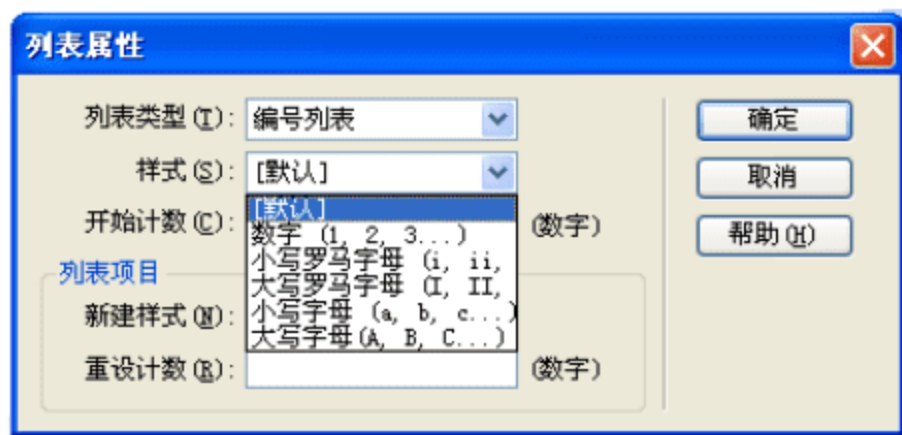 列表属性
列表类型(T): 编号列表
确定
样式(S): [默认]
取消
开始计数(C):
(数字)
帮助(H)
[默认]
数字 (1, 2, 3...)
小写罗马字母 (i, ii,
大写罗马字母 (I, II,
小写字母 (a, b, c...)
大写字母(A, B, C...)
列表项目
新建样式(N):
重设计数(R):
(数字)